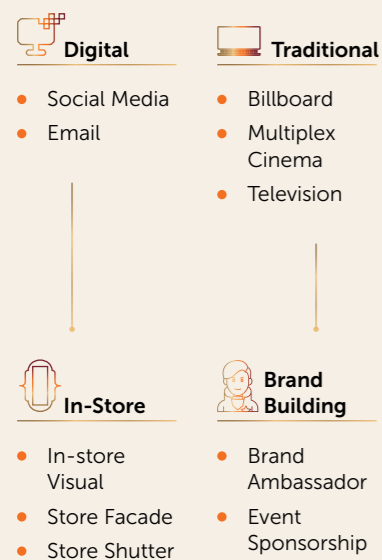 Digital
Social Media
Email
Traditional
Billboard
Multiplex
Cinema
Television
In-Store
In-store
Visual
Store Facade
Store Shutter
Brand
Building
Brand
Ambassador
Event
Sponsorship